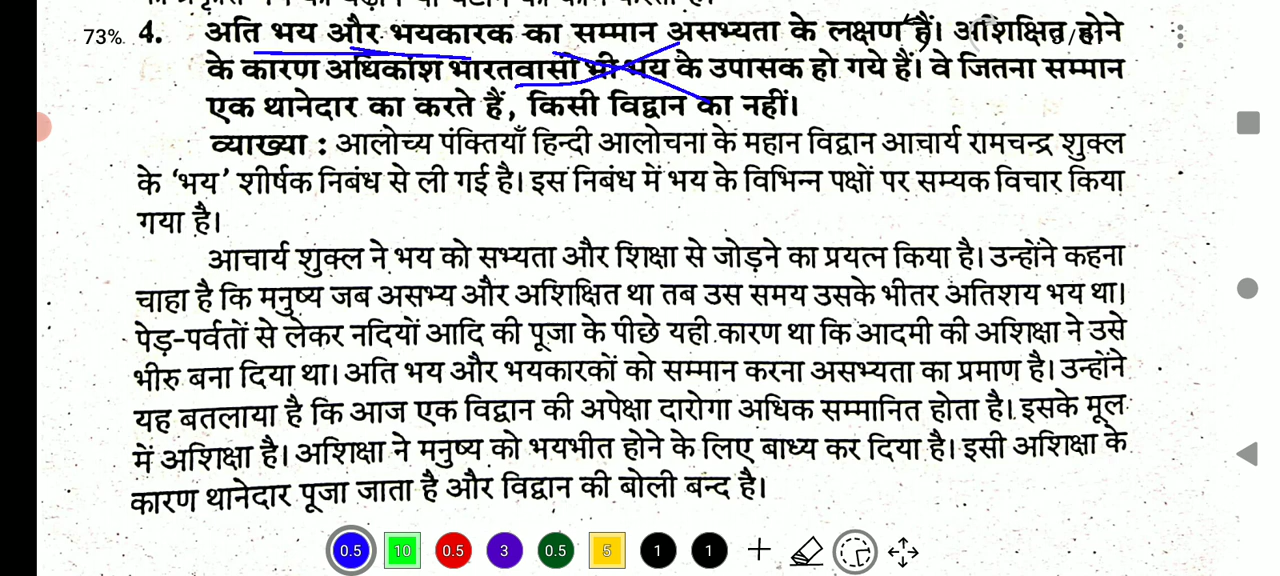 73%
4. अति भय और भयकारक का सम्मान असभ्यता के लक्षण हैं। अशिक्षित होने
के कारण अधिकांश भारतवासी भी भय के उपासक हो गये हैं। वे जितना सम्मान
एक थानेदार का करते हैं, किसी विद्वान का नहीं।
व्याख्या : आलोच्य पंक्तियाँ हिन्दी आलोचना के महान विद्वान आचार्य रामचन्द्र शुक्ल
के ‘भय’ शीर्षक निबंध से ली गई है। इस निबंध में भय के विभिन्न पक्षों पर सम्यक विचार किया
गया है।
आचार्य शुक्ल ने भय को सभ्यता और शिक्षा से जोड़ने का प्रयत्न किया है। उन्होंने कहना
चाहा है कि मनुष्य जब असभ्य और अशिक्षित था तब उस समय उसके भीतर अतिशय भय था।
पेड़-पर्वतों से लेकर नदियों आदि की पूजा के पीछे यही कारण था कि आदमी की अशिक्षा ने उसे
भीरु बना दिया था। अति भय और भयकारकों को सम्मान करना असभ्यता का प्रमाण है। उन्होंने
यह बतलाया है कि आज एक विद्वान की अपेक्षा दारोगा अधिक सम्मानित होता है। इसके मूल
में अशिक्षा है। अशिक्षा ने मनुष्य को भयभीत होने के लिए बाध्य कर दिया है। इसी अशिक्षा के
कारण थानेदार पूजा जाता है और विद्वान की बोली बन्द है।
0.5 10 0.5 3 0.5 5 1 1